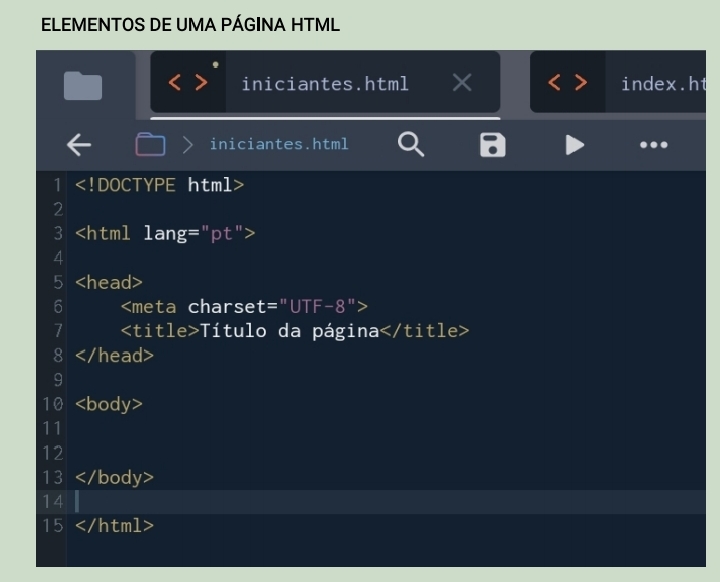 ELEMENTOS DE UMA PÁGINA HTML
< > iniciantes.html < > index.ht
> iniciantes.html
1 <!DOCTYPE html>
2
3 <html lang="pt">
4
5 <head>
6 <meta charset="UTF-8">
7 <title>Título da página</title>
8 </head>
9
10 <body>
11
12
13 </body>
14
15 </html>